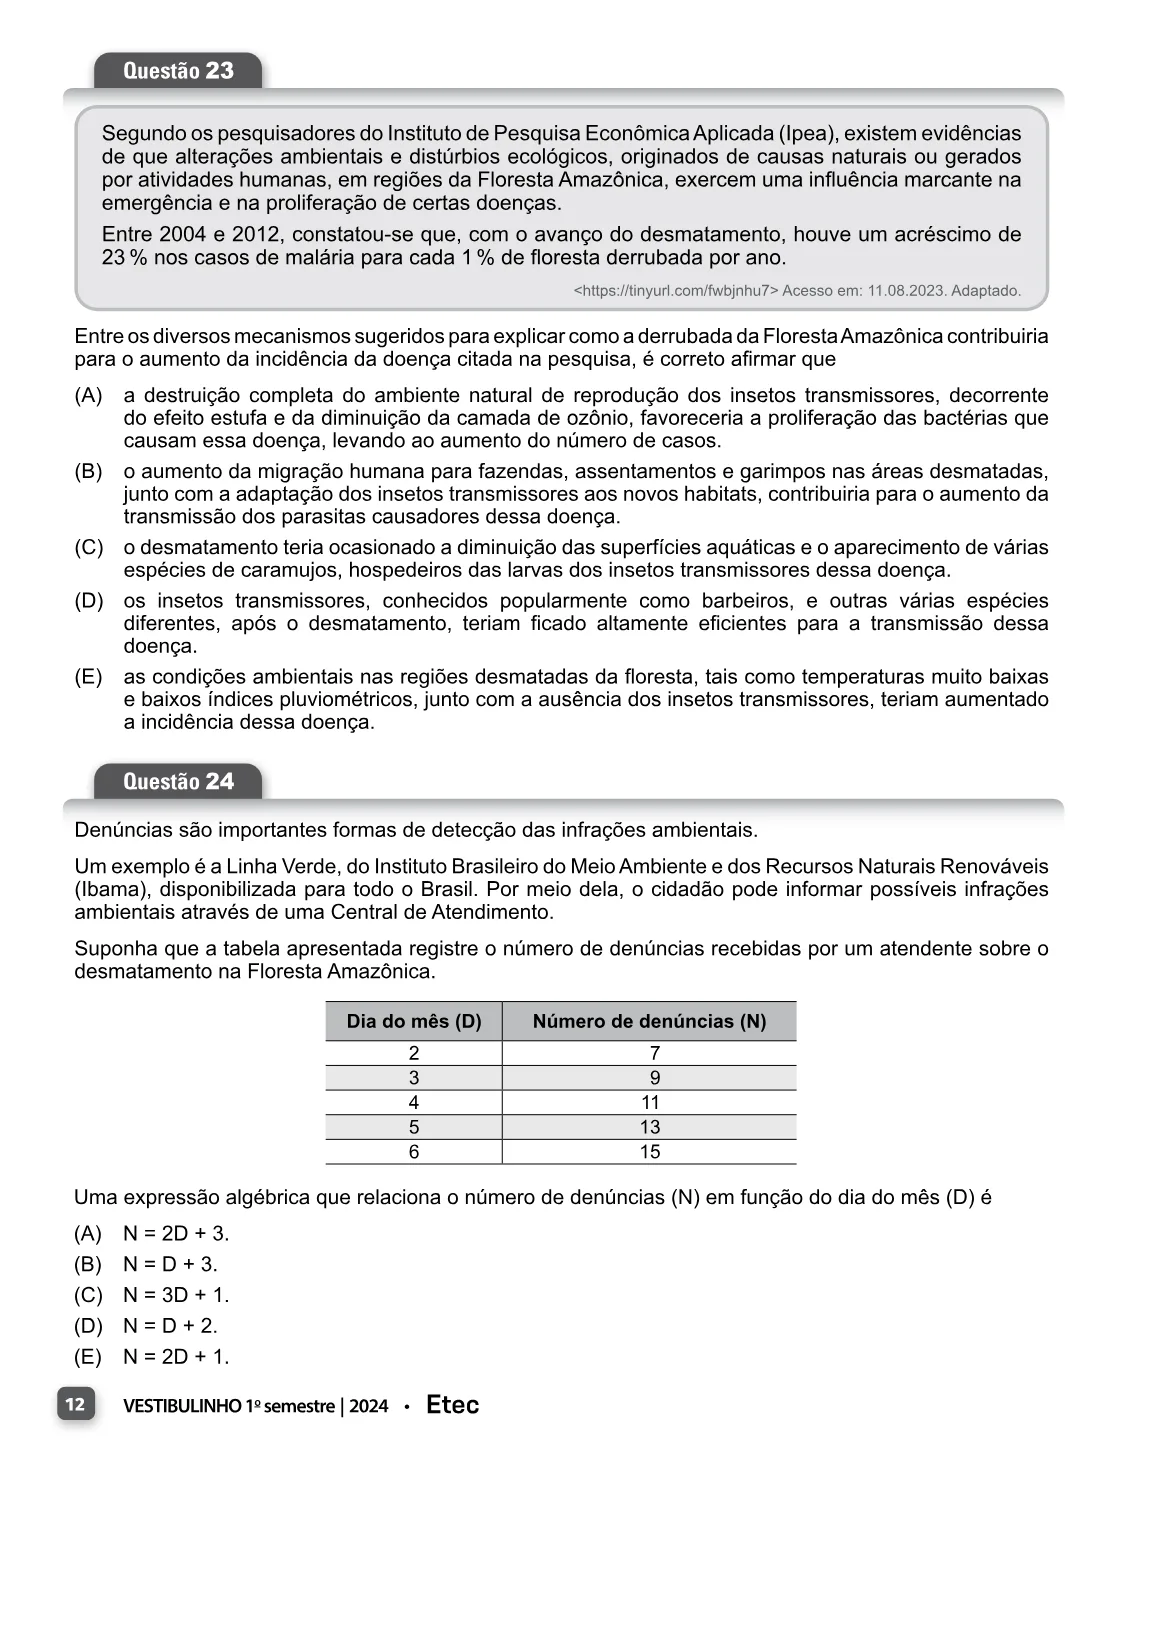 Questão 23
Segundo os pesquisadores do Instituto de Pesquisa Econômica Aplicada (Ipea), existem evidências
de que alterações ambientais e distúrbios ecológicos, originados de causas naturais ou gerados
por atividades humanas, em regiões da Floresta Amazônica, exercem uma influência marcante na
emergência e na proliferação de certas doenças.
Entre 2004 e 2012, constatou-se que, com o avanço do desmatamento, houve um acréscimo de
23 % nos casos de malária para cada 1 % de floresta derrubada por ano.
<https://tinyurl.com/fwbjnhu7> Acesso em: 11.08.2023. Adaptado.
Entre os diversos mecanismos sugeridos para explicar como a derrubada da Floresta Amazônica contribuiria
para o aumento da incidência da doença citada na pesquisa, é correto afirmar que
(A) a destruição completa do ambiente natural de reprodução dos insetos transmissores, decorrente
do efeito estufa e da diminuição da camada de ozônio, favoreceria a proliferação das bactérias que
causam essa doença, levando ao aumento do número de casos.
(B) o aumento da migração humana para fazendas, assentamentos e garimpos nas áreas desmatadas,
junto com a adaptação dos insetos transmissores aos novos habitats, contribuiria para o aumento da
transmissão dos parasitas causadores dessa doença.
(C) o desmatamento teria ocasionado a diminuição das superfícies aquáticas e o aparecimento de várias
espécies de caramujos, hospedeiros das larvas dos insetos transmissores dessa doença.
(D) os insetos transmissores, conhecidos popularmente como barbeiros, e outras várias espécies
diferentes, após o desmatamento, teriam ficado altamente eficientes para a transmissão dessa
doença.
(E) as condições ambientais nas regiões desmatadas da floresta, tais como temperaturas muito baixas
e baixos índices pluviométricos, junto com a ausência dos insetos transmissores, teriam aumentado
a incidência dessa doença.
Questão 24
Denúncias são importantes formas de detecção das infrações ambientais.
Um exemplo é a Linha Verde, do Instituto Brasileiro do Meio Ambiente e dos Recursos Naturais Renováveis
(Ibama), disponibilizada para todo o Brasil. Por meio dela, o cidadão pode informar possíveis infrações
ambientais através de uma Central de Atendimento.
Suponha que a tabela apresentada registre o número de denúncias recebidas por um atendente sobre o
desmatamento na Floresta Amazônica.
Dia do mês (D) Número de denúncias (N)
2 7
3 9
4 11
5 13
6 15
Uma expressão algébrica que relaciona o número de denúncias (N) em função do dia do mês (D) é
(A) N = 2D + 3.
(B) N = D + 3.
(C) N = 3D + 1.
(D) N = D + 2.
(E) N = 2D + 1.
12 VESTIBULINHO 1º semestre | 2024 • Etec